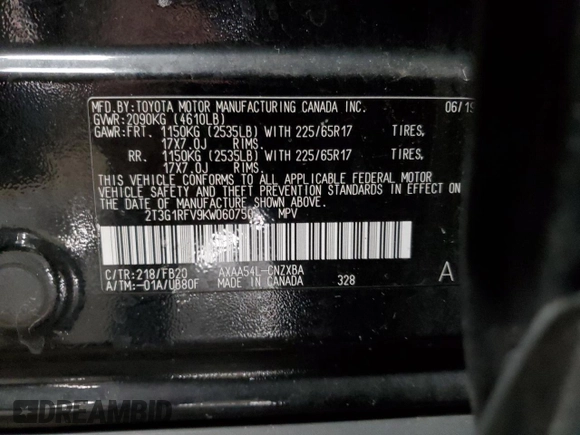 MFD.BY:TOYOTA MOTOR MANUFACTURING CANADA INC. 06/19
GVWR:2090KG (4610LB)
GAWR:FRT. 1150KG (2535LB) WITH 225/65R17 TIRES,
17X7.0J RIMS.
RR. 1150KG (2535LB) WITH 225/65R17 TIRES,
17X7.0J RIMS.
THIS VEHICLE CONFORMS TO ALL APPLICABLE FEDERAL MOTOR
VEHICLE SAFETY AND THEFT PREVENTION STANDARDS IN EFFECT ON
THE DATE OF MANUFACTURE SHOWN ABOVE.
MPV
C/TR:218/FB20 AXAA54L-CNZXBA
A/TM:-01A/UB80F MADE IN CANADA 328
A
DREAMBID